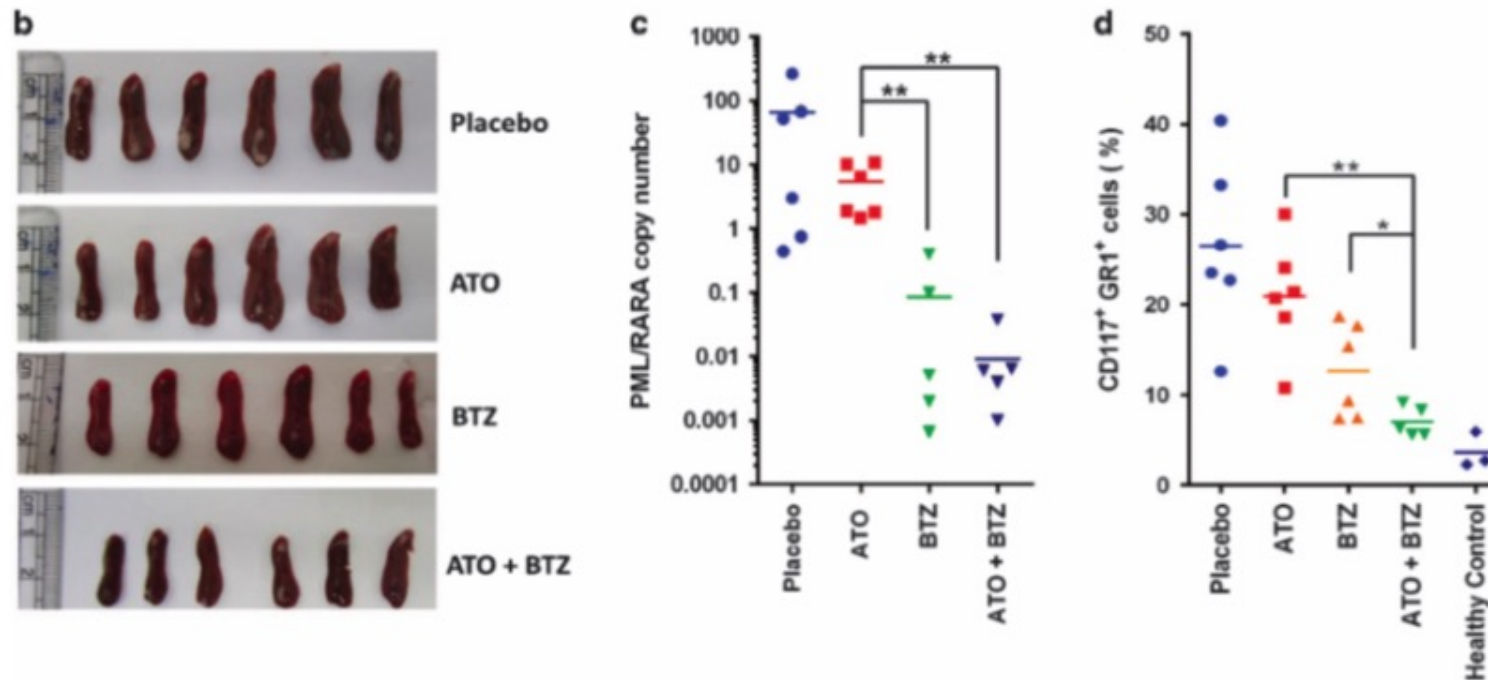 b
Placebo
ATO
BTZ
ATO + BTZ
c
PML/RARA copy number
1000
100
10
1
0.1
0.01
0.001
0.0001
**
**
Placebo
ATO
BTZ
ATO + BTZ
d
CD117⁺ GR1⁺ cells (%)
50
40
30
20
10
0
**
*
Placebo
ATO
BTZ
ATO + BTZ
Healthy Control